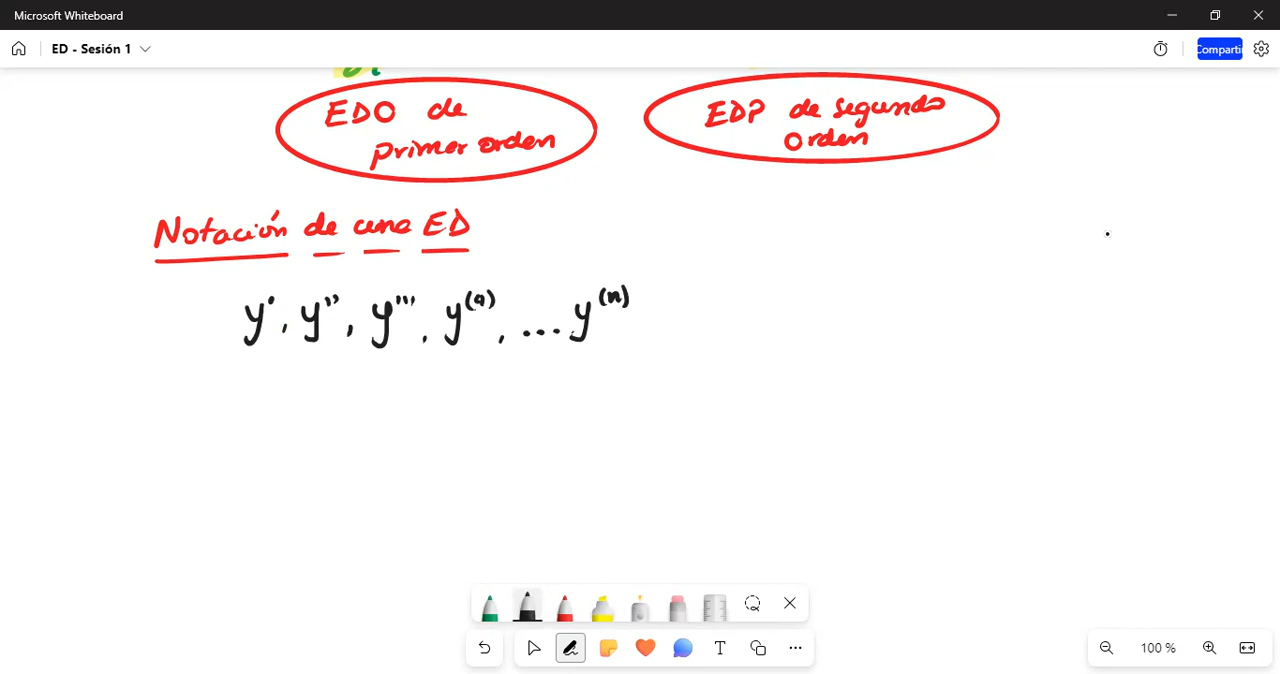 Microsoft Whiteboard
ED - Sesión 1
Compartir
EDO de
primer orden
EDP de segundo
orden
Notación de una ED
y', y'', y''', y⁽⁴⁾, ... y⁽ⁿ⁾
100 %